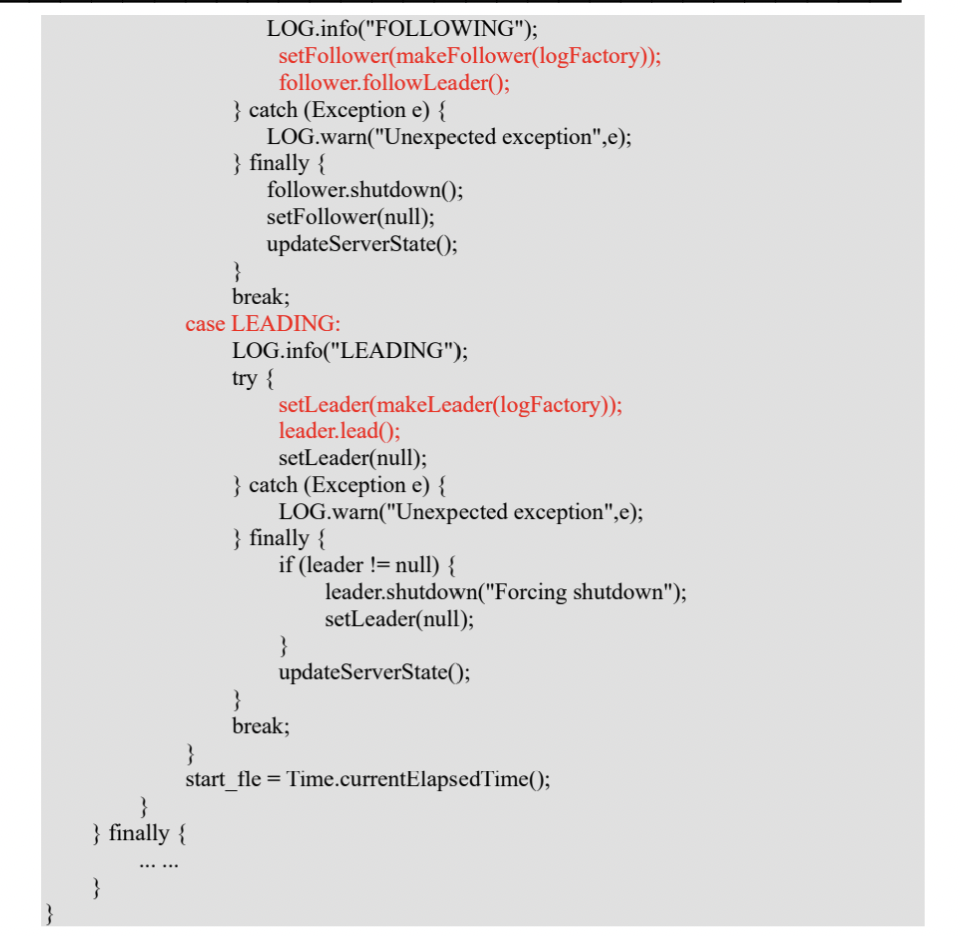 LOG.info("FOLLOWING");
setFollower(makeFollower(logFactory));
follower.followLeader();
} catch (Exception e) {
LOG.warn("Unexpected exception",e);
} finally {
follower.shutdown();
setFollower(null);
updateServerState();
}
break;
case LEADING:
LOG.info("LEADING");
try {
setLeader(makeLeader(logFactory));
leader.lead();
setLeader(null);
} catch (Exception e) {
LOG.warn("Unexpected exception",e);
} finally {
if (leader != null) {
leader.shutdown("Forcing shutdown");
setLeader(null);
}
updateServerState();
}
break;
}
start_fle = Time.currentElapsedTime();
}
} finally {
... ...
}
}